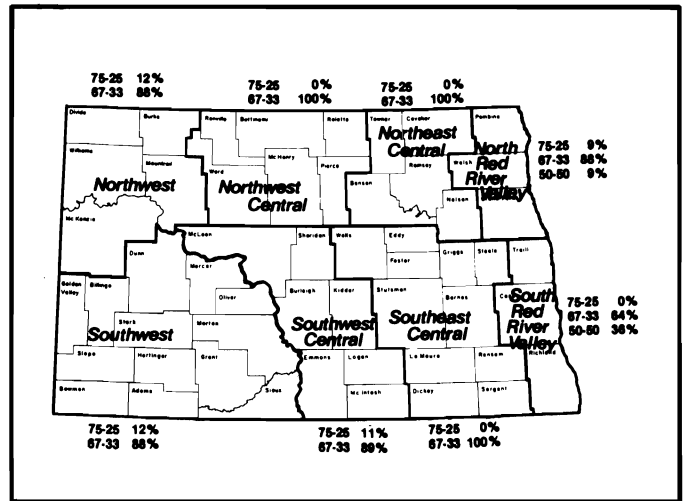 75-25 12%
67-33 88%
75-25 0%
67-33 100%
75-25 0%
67-33 100%
Divide
Burke
Renville
Bottineau
Rolette
Towner
Cavalier
Pembina
Northeast
Central
North
Red
River
Valley
75-25 9%
67-33 88%
50-50 9%
Williams
Mountrail
Ward
McHenry
Pierce
Ramsey
Walsh
Benson
Nelson
Northwest
Northwest
Central
McKenzie
McLean
Sheridan
Wells
Eddy
Foster
Griggs
Steele
Traill
Dunn
Mercer
Golden
Valley
Billings
Oliver
Burleigh
Kidder
Stutsman
Barnes
South
Red
River
Valley
75-25 0%
67-33 64%
50-50 36%
Southwest
Southwest
Central
Southeast
Central
Stark
Morton
Slope
Hettinger
Grant
Emmons
Logan
La Moure
Ransom
Richland
Bowman
Adams
Sioux
Mc Intosh
Dickey
Sargent
75-25 12%
67-33 88%
75-25 11%
67-33 89%
75-25 0%
67-33 100%